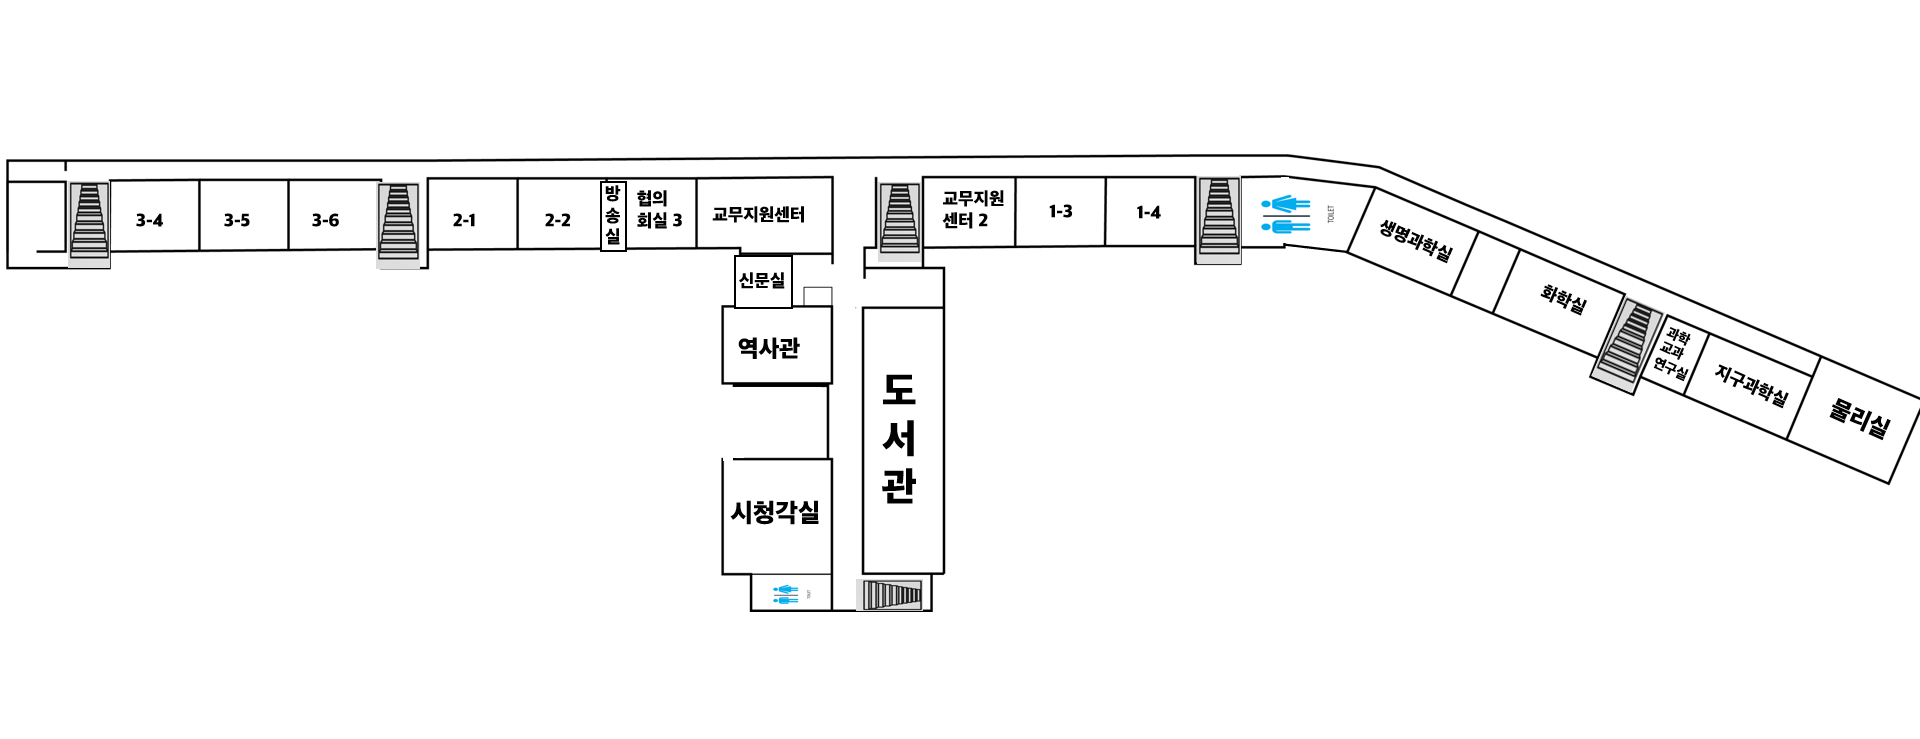 3-4
3-5
3-6
2-1
2-2
방
송
실
협의
회실 3
교무지원센터
교무지원
센터 2
1-3
1-4
TOILET
생명과학실
화학실
과학
교과
연구실
지구과학실
물리실
신문실
역사관
도
서
관
시청각실
TOILET